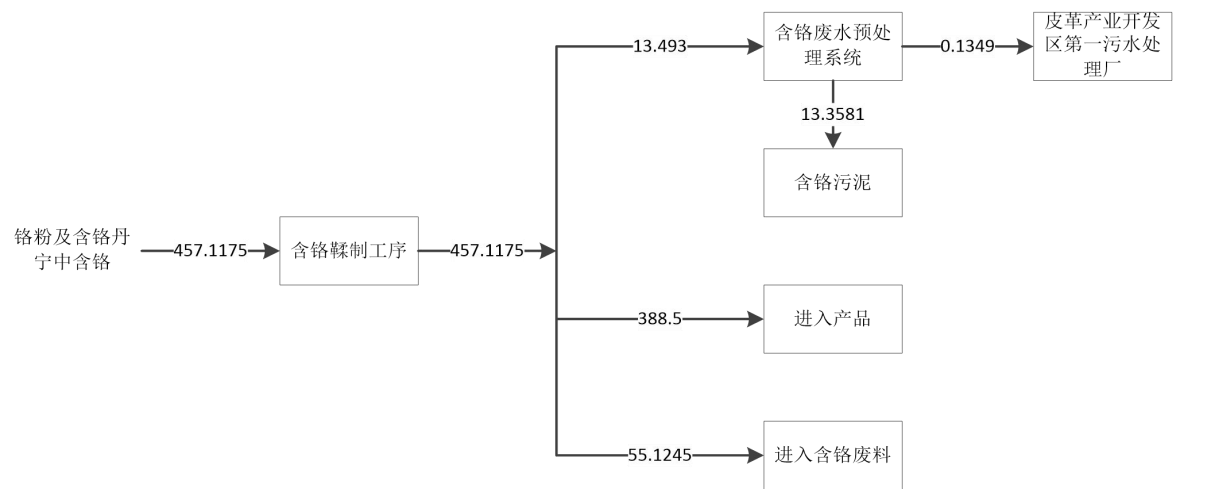 13.493
含铬废水预处
理系统
0.1349
皮革产业开发
区第一污水处
理厂
13.3581
含铬污泥
铬粉及含铬丹
宁中含铬
457.1175
含铬鞣制工序
457.1175
388.5
进入产品
55.1245
进入含铬废料